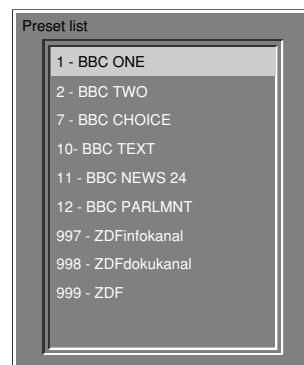 Preset list
1 - BBC ONE
2 - BBC TWO
7 - BBC CHOICE
10- BBC TEXT
11 - BBC NEWS 24
12 - BBC PARLMNT
997 - ZDFinfokanal
998 - ZDFdokukanal
999 - ZDF